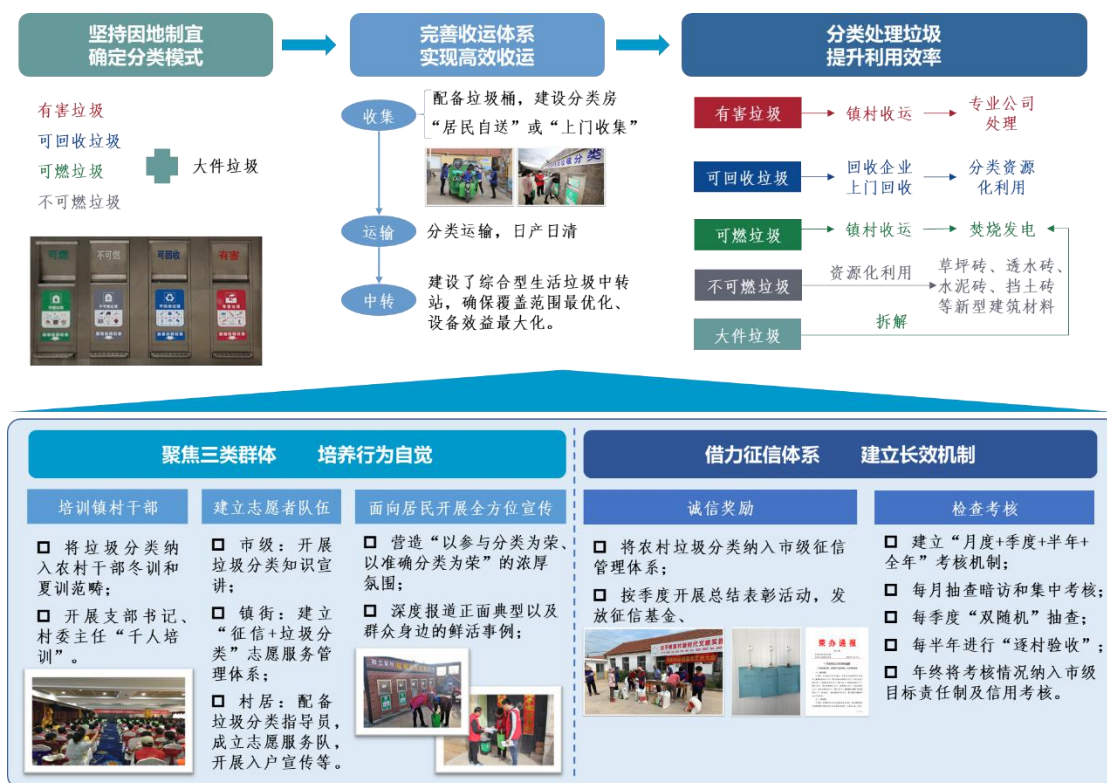 坚持因地制宜
确定分类模式
完善收运体系
实现高效收运
分类处理垃圾
提升利用效率
有害垃圾
可回收垃圾
可燃垃圾
不可燃垃圾
大件垃圾
可燃
不可燃
可回收
有害
收集
配备垃圾桶，建设分类房
“居民自送”或“上门收集”
运输
分类运输，日产日清
中转
建设了综合型生活垃圾中转
站，确保覆盖范围最优化、
设备效益最大化。
有害垃圾
镇村收运
专业公司
处理
可回收垃圾
回收企业
上门回收
分类资源
化利用
可燃垃圾
镇村收运
焚烧发电
不可燃垃圾
资源化利用
草坪砖、透水砖、
水泥砖、挡土砖
等新型建筑材料
大件垃圾
拆解
聚焦三类群体 培养行为自觉
培训镇村干部
将垃圾分类纳
入农村干部冬训和
夏训范畴；
开展支部书记、
村委主任“千人培
训”。
建立志愿者队伍
市级：开展
垃圾分类知识宣
讲；
镇街：建立
“征信+垃圾分
类”志愿服务管
理体系；
村居：配备
垃圾分类指导员，
成立志愿服务队，
开展入户宣传等。
面向居民开展全方位宣传
营造“以参与分类为荣、
以准确分类为荣”的浓厚
氛围；
深度报道正面典型以及
群众身边的鲜活事例；
借力征信体系 建立长效机制
诚信奖励
将农村垃圾分类纳入市级征信
管理体系；
按季度开展总结表彰活动，发
放征信基金、
荣办通报
检查考核
建立“月度+季度+半年+
全年”考核机制；
每月抽查暗访和集中考核；
每季度“双随机”抽查；
每半年进行“逐村验收”；
年终将考核情况纳入市级
目标责任制及信用考核。